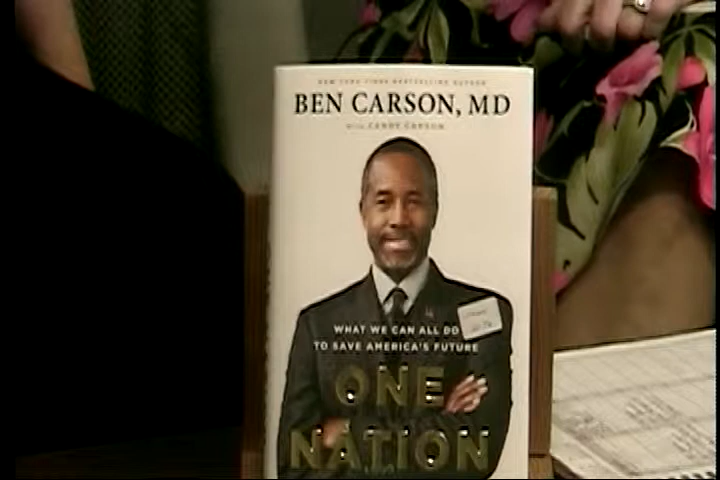 NEW YORK TIMES BESTSELLING AUTHOR
BEN CARSON, MD
WITH CANDY CARSON
WHAT WE CAN ALL DO
TO SAVE AMERICA'S FUTURE
ONE
NATION